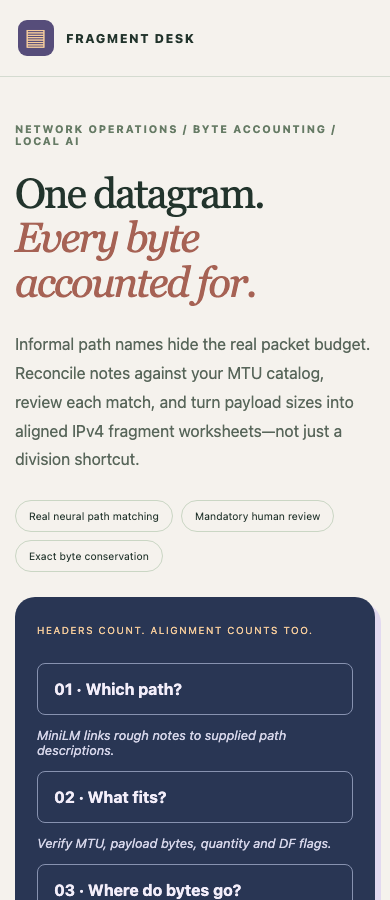 FRAGMENT DESK
NETWORK OPERATIONS / BYTE ACCOUNTING /
LOCAL AI
One datagram.
Every byte
accounted for.
Informal path names hide the real packet budget.
Reconcile notes against your MTU catalog,
review each match, and turn payload sizes into
aligned IPv4 fragment worksheets—not just a
division shortcut.
Real neural path matching
Mandatory human review
Exact byte conservation
HEADERS COUNT. ALIGNMENT COUNTS TOO.
01 · Which path?
MiniLM links rough notes to supplied path
descriptions.
02 · What fits?
Verify MTU, payload bytes, quantity and DF flags.
03 · Where do bytes go?